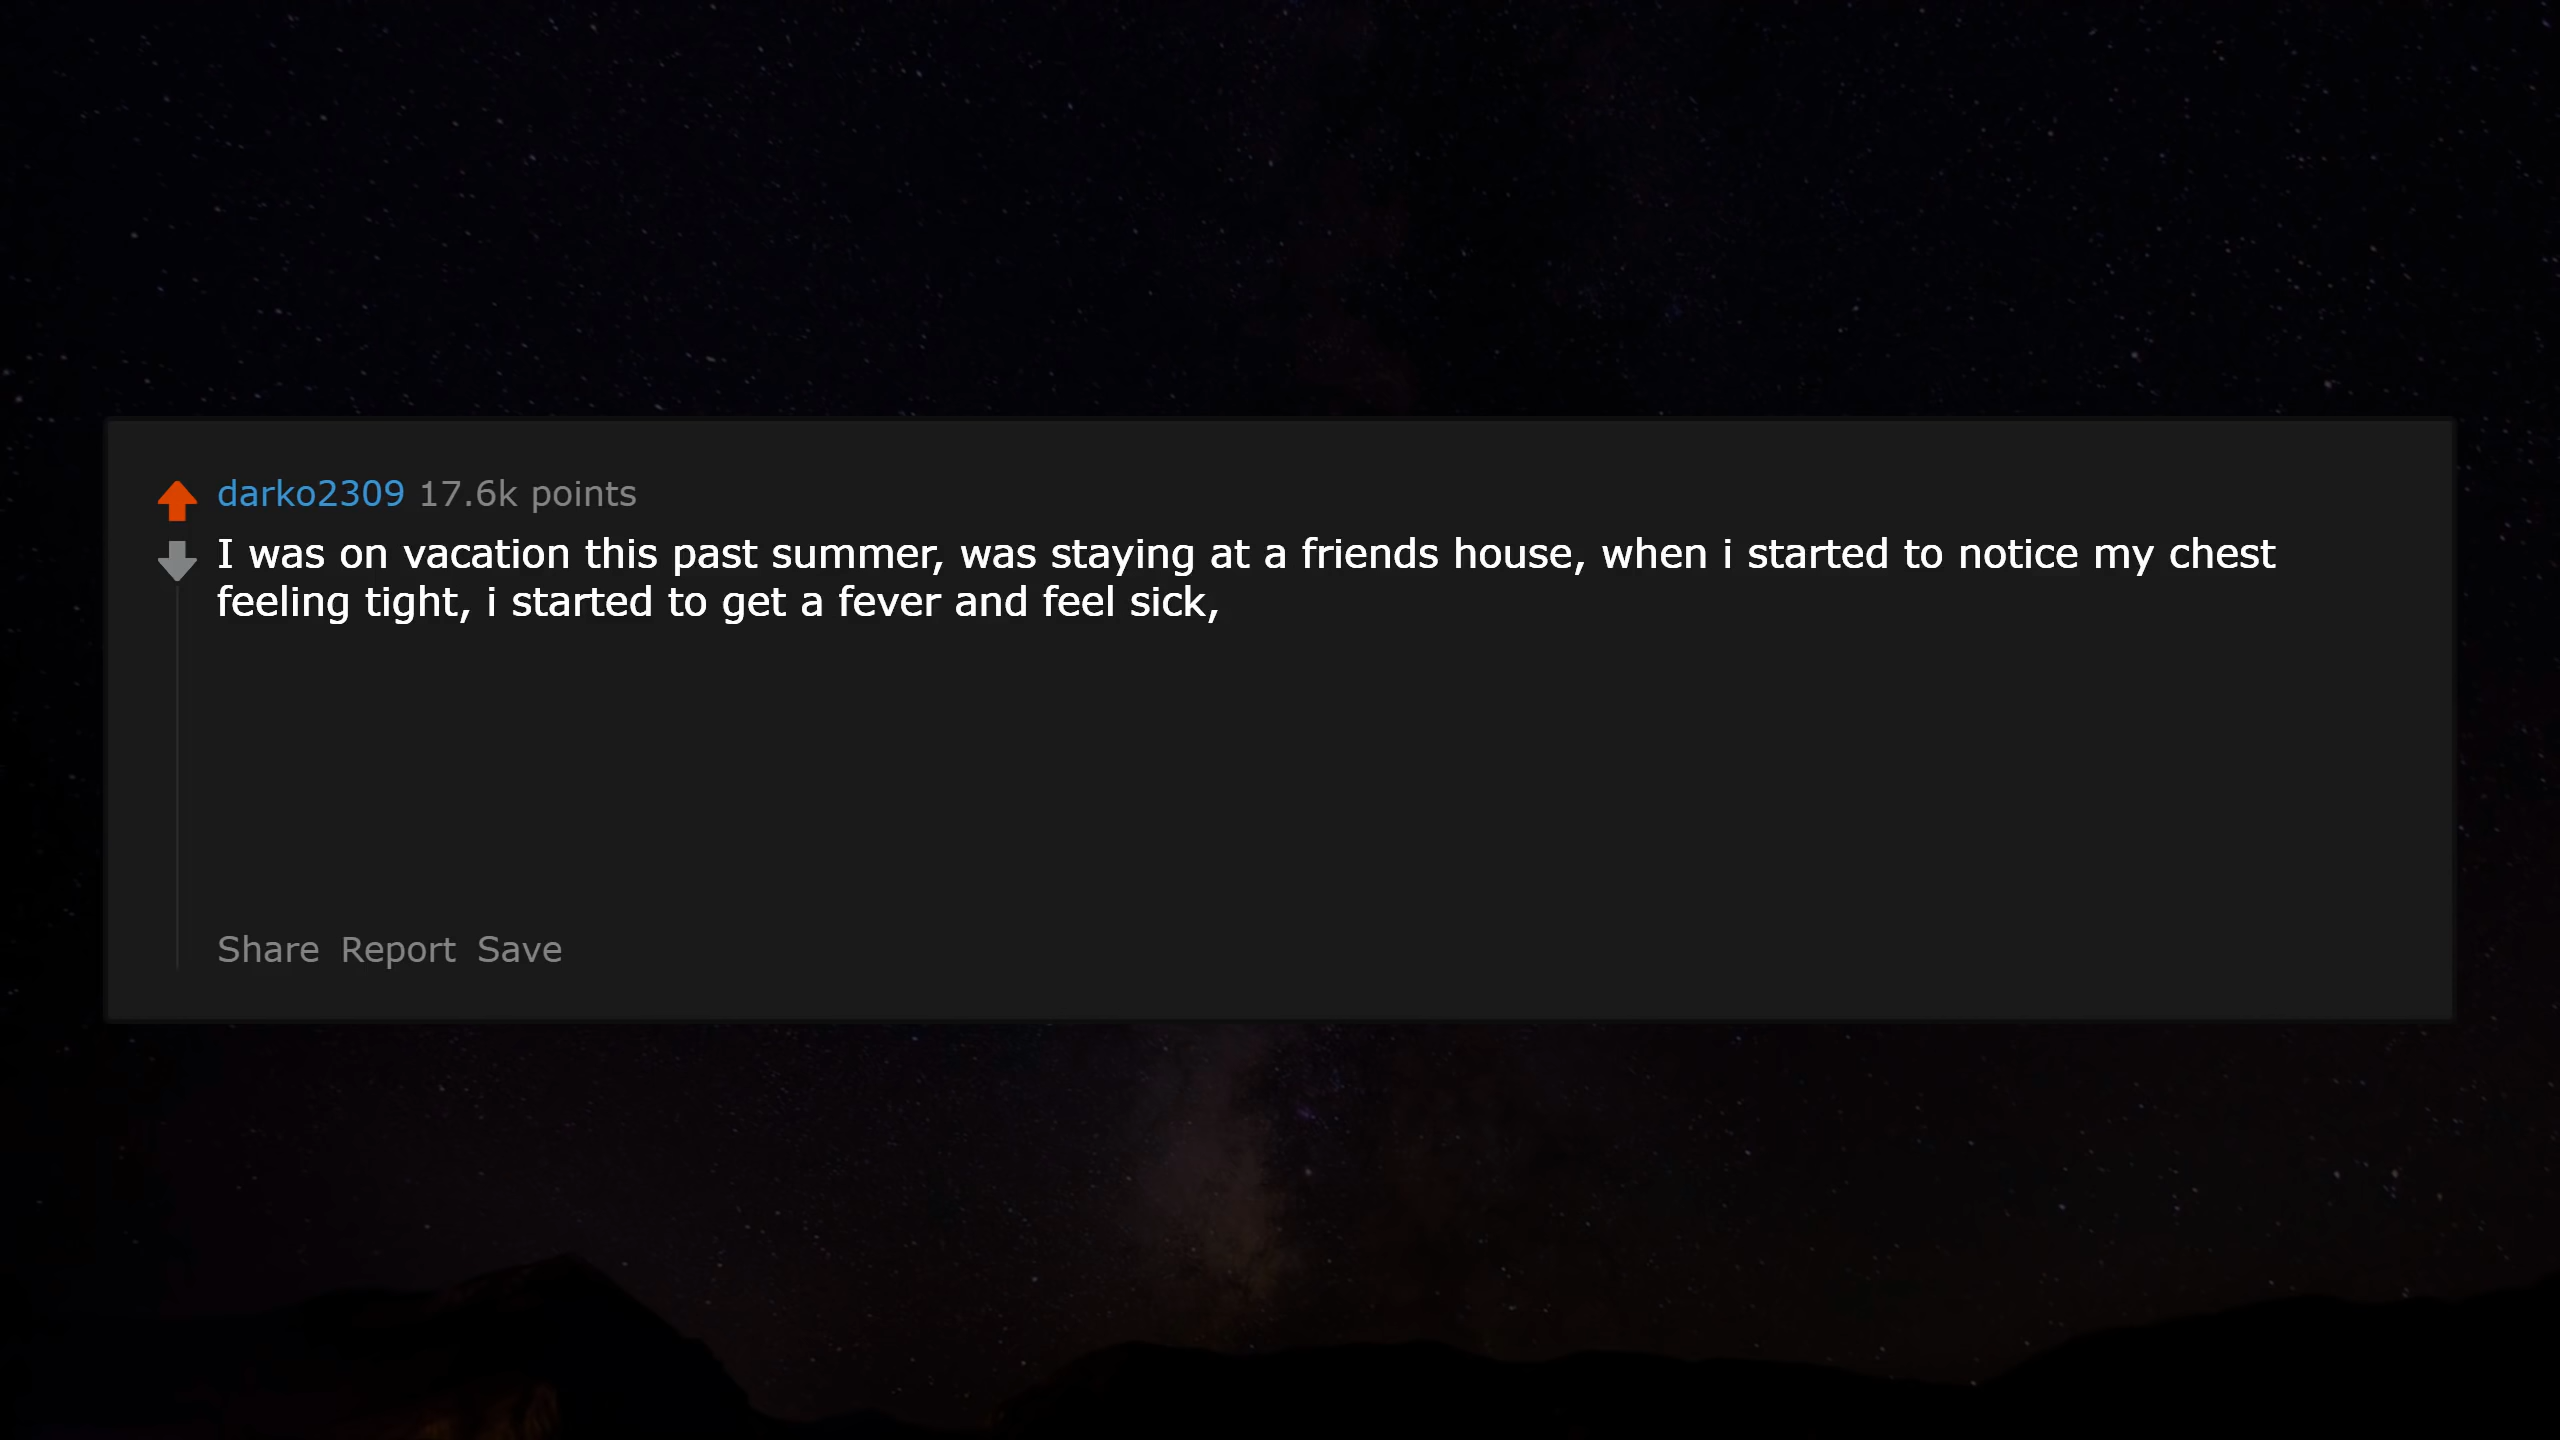 darko2309 17.6k points
I was on vacation this past summer, was staying at a friends house, when i started to notice my chest
feeling tight, i started to get a fever and feel sick,
Share Report Save